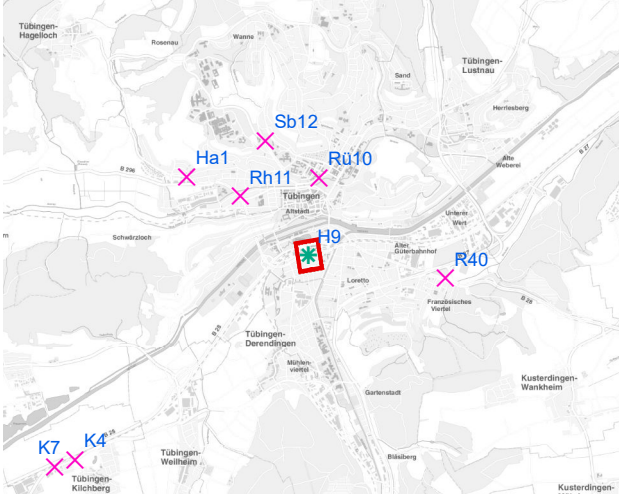 Tübingen-
Hagelloch
Rosenau
Wanne
Tübingen-
Lustnau
Sand
Herrlesberg
Sb12
B 27
Alte
Weberei
B 296
Ha1
Rü10
Rh11
Tübingen
Altstadt
Unterer
Wert
Schwärzloch
H9
Alter
Güterbahnhof
R40
Loretto
B 28
Französisches
Viertel
B 28
Tübingen-
Derendingen
Mühlen-
viertel
Kusterdingen-
Wankheim
Gartenstadt
B 28
K7
K4
Tübingen-
Weilheim
Bläsiberg
Tübingen-
Kilchberg
Kusterdingen-